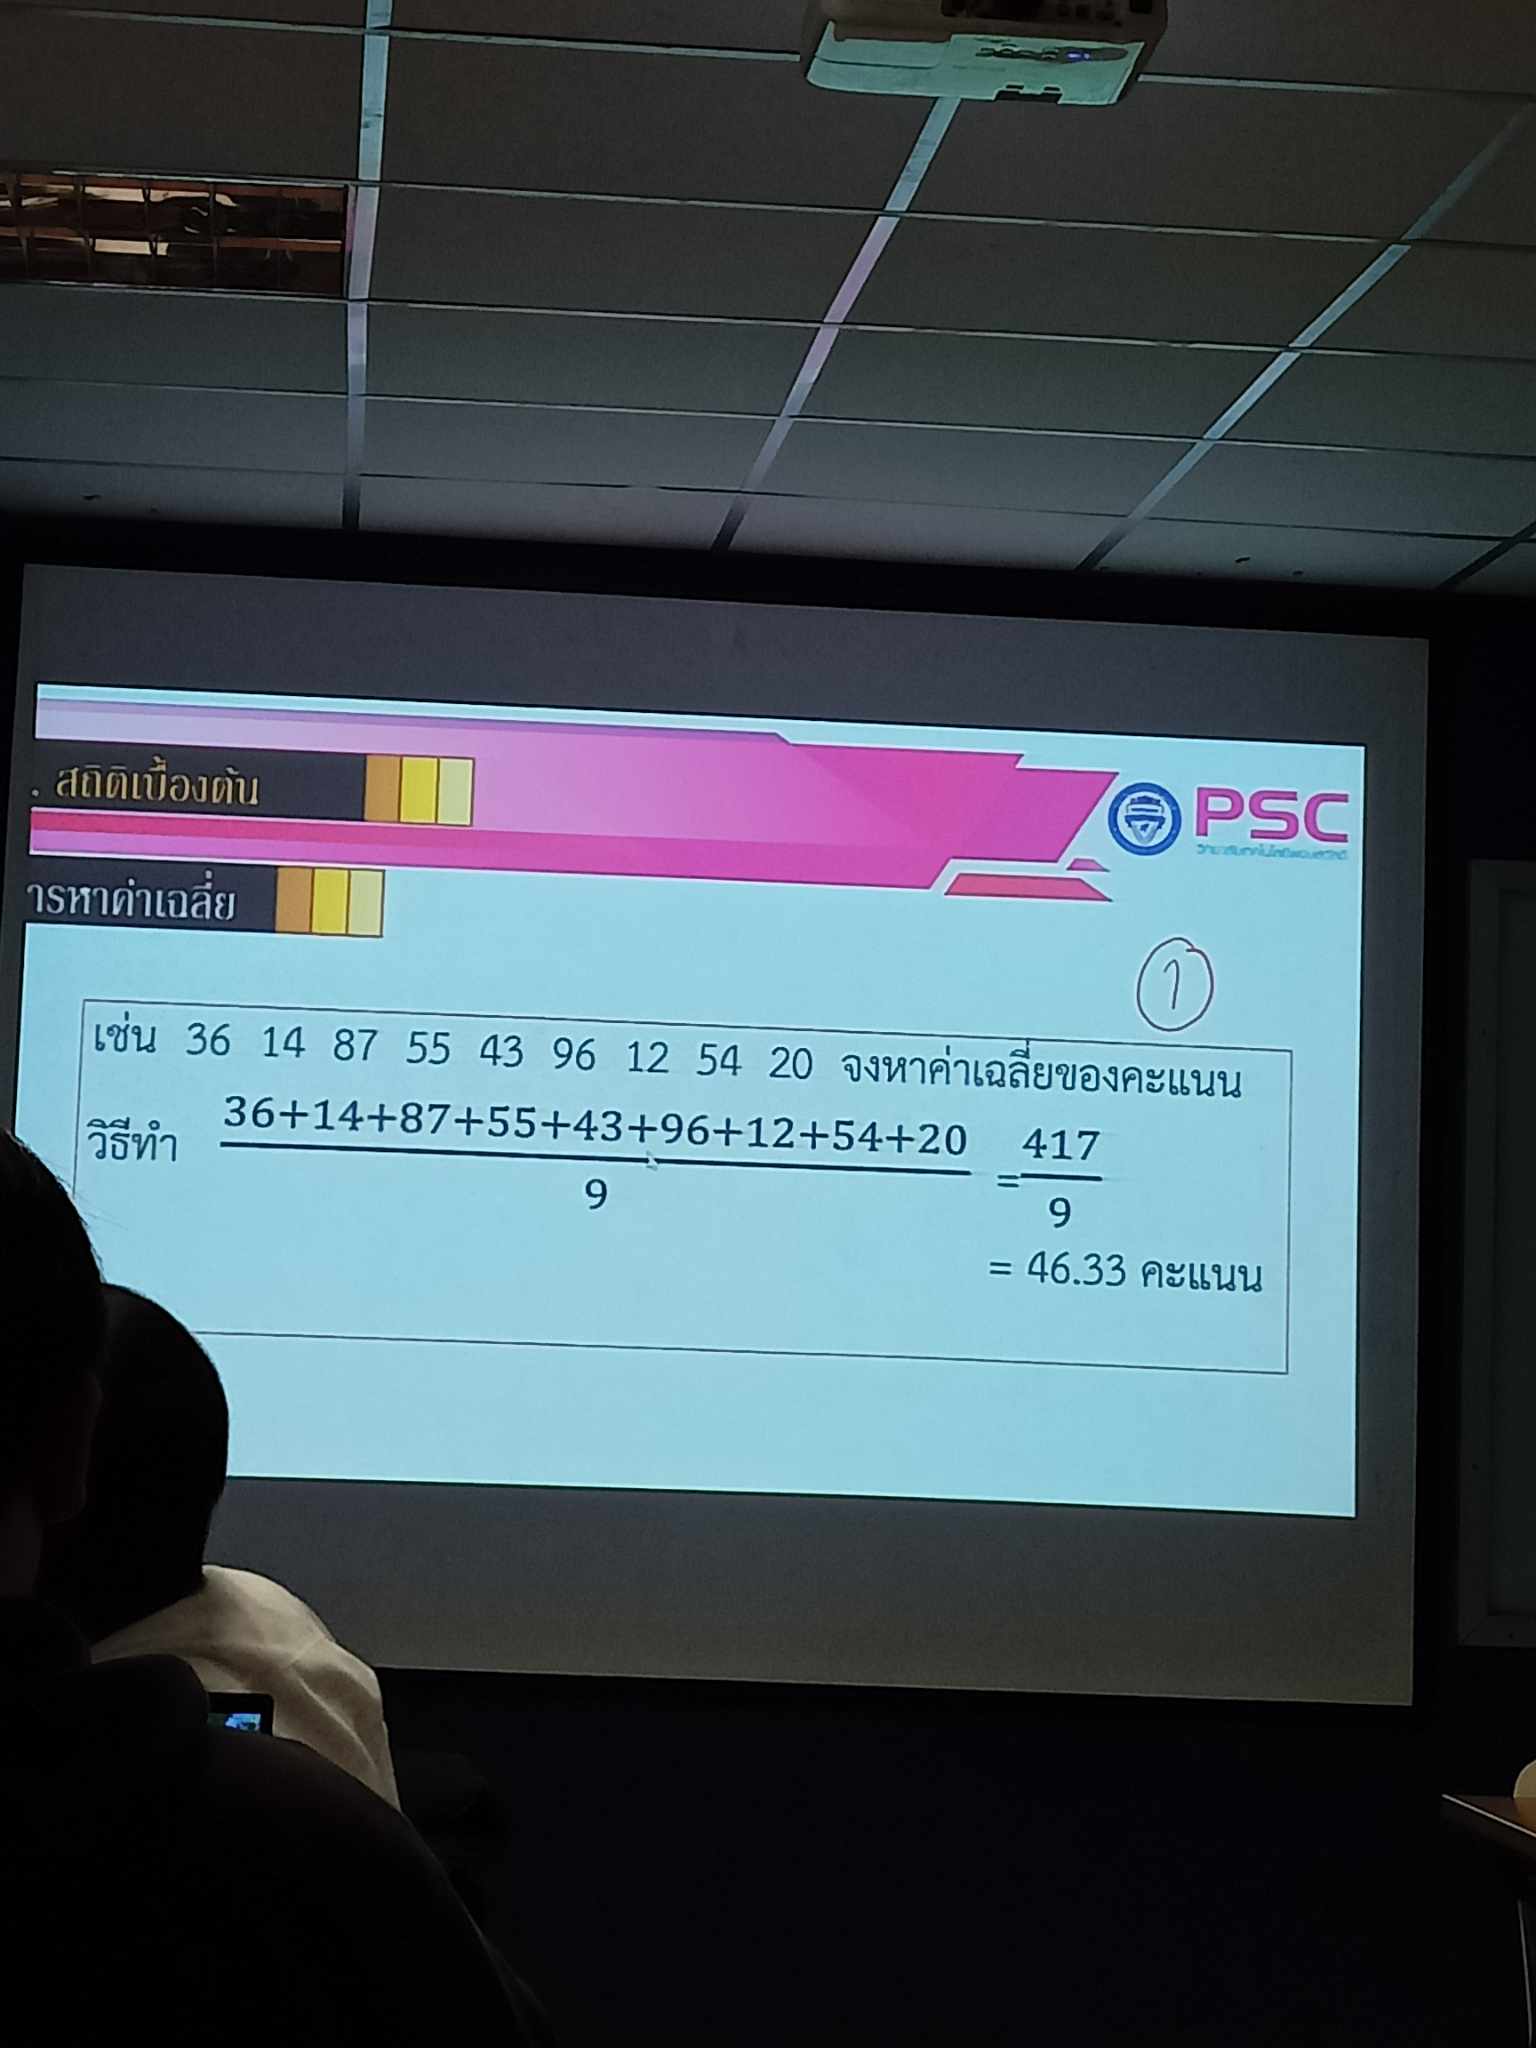 . สถิติเบื้องต้น
PSC
ารหาค่าเฉลี่ย
1
เช่น 36 14 87 55 43 96 12 54 20 จงหาค่าเฉลี่ยของคะแนน
วิธีทำ 36+14+87+55+43+96+12+54+20 / 9 = 417 / 9
= 46.33 คะแนน